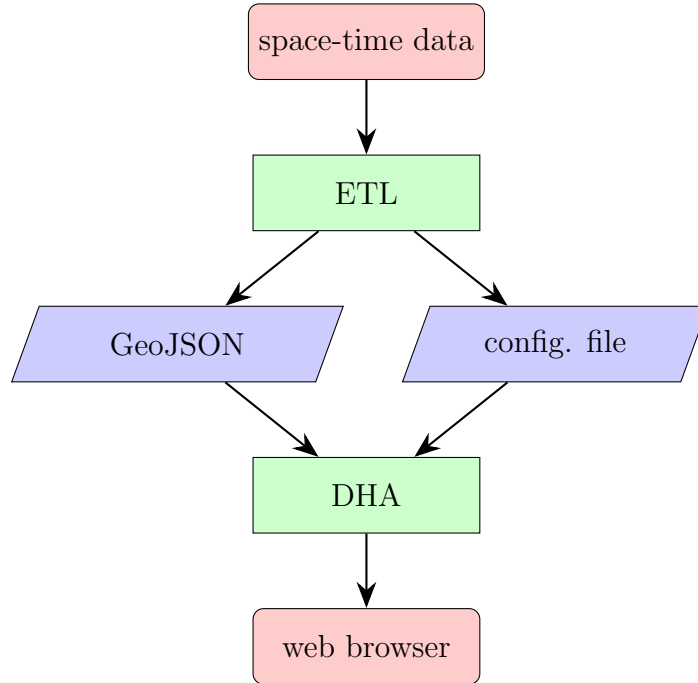 space-time data
ETL
GeoJSON
config. file
DHA
web browser